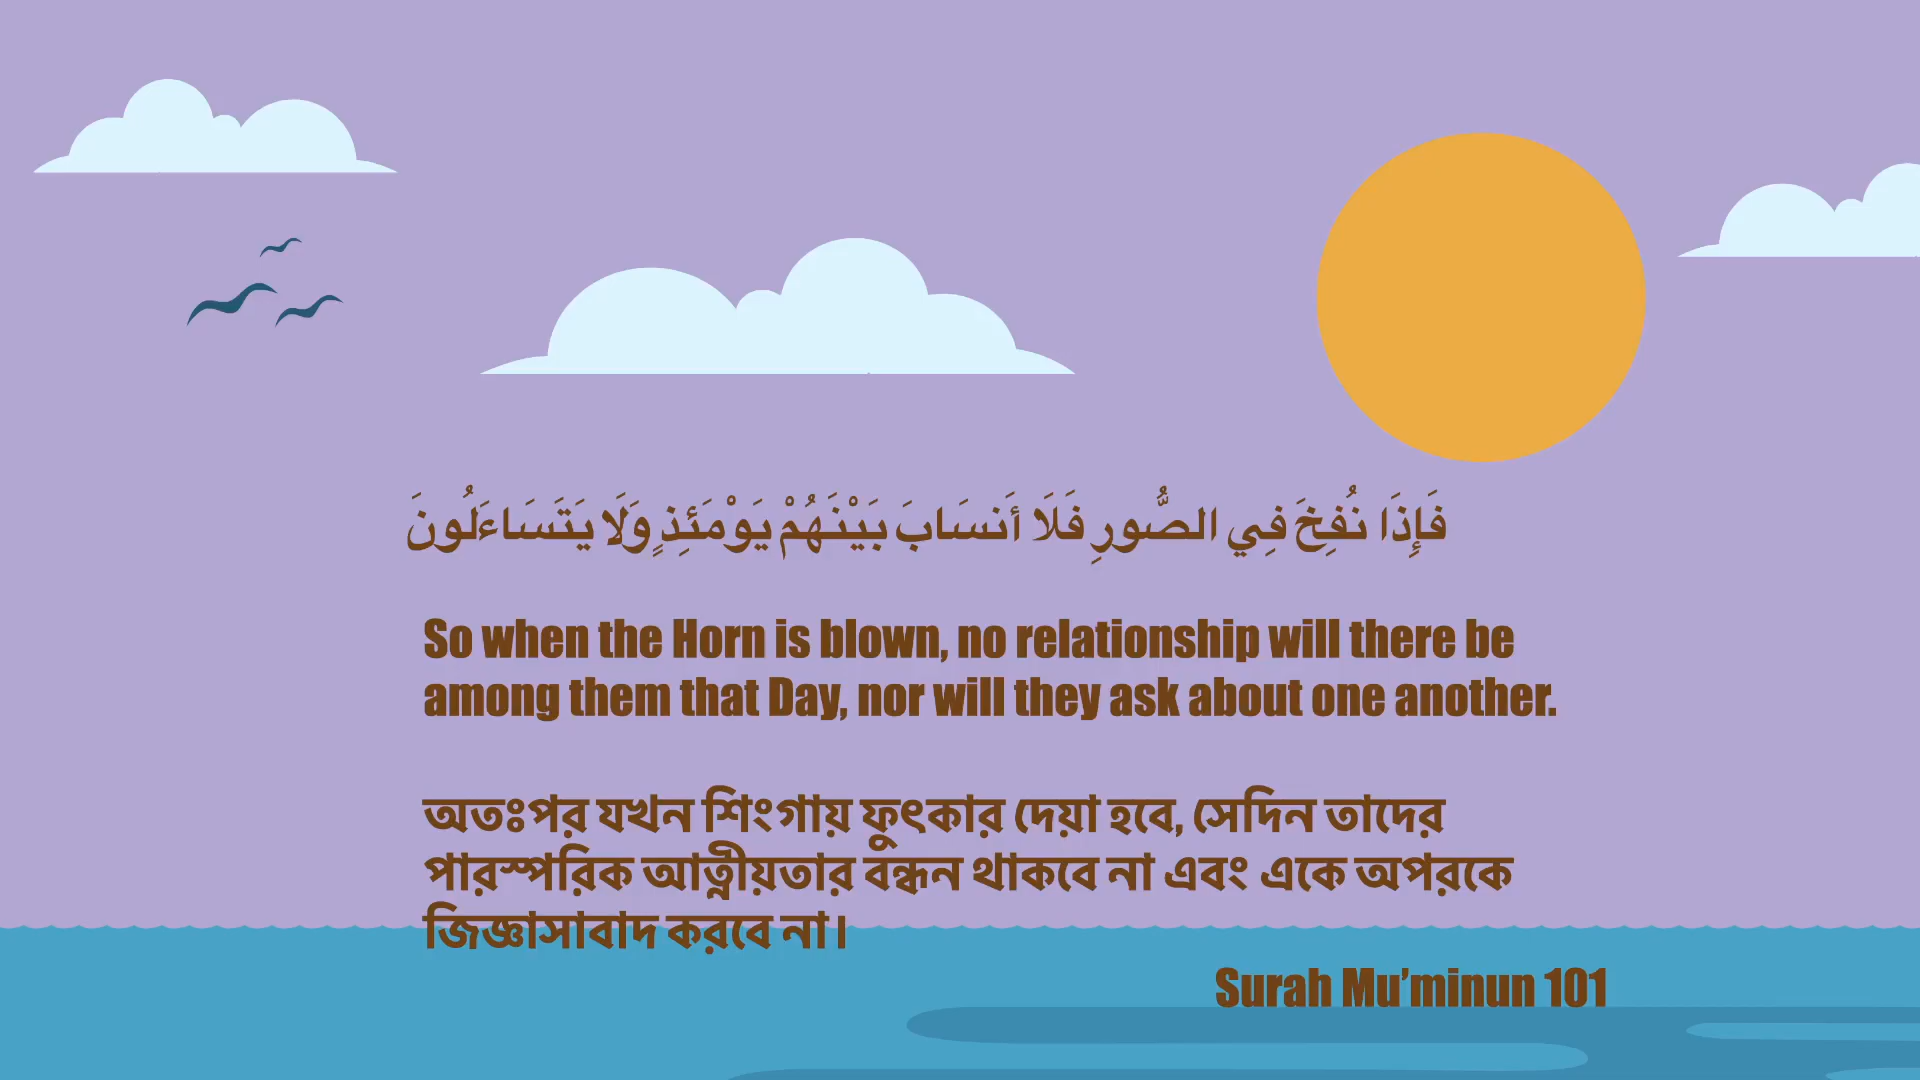 فَإِذَا نُفِخَ فِي الصُّورِ فَلَا أَنسَابَ بَيْنَهُمْ يَوْمَئِذٍ وَلَا يَتَسَاءَلُونَ
So when the Horn is blown, no relationship will there be
among them that Day, nor will they ask about one another.
অতঃপর যখন শিংগায় ফুৎকার দেয়া হবে, সেদিন তাদের
পারস্পরিক আত্নীয়তার বন্ধন থাকবে না এবং একে অপরকে
জিজ্ঞাসাবাদ করবে না।
Surah Mu’minun 101